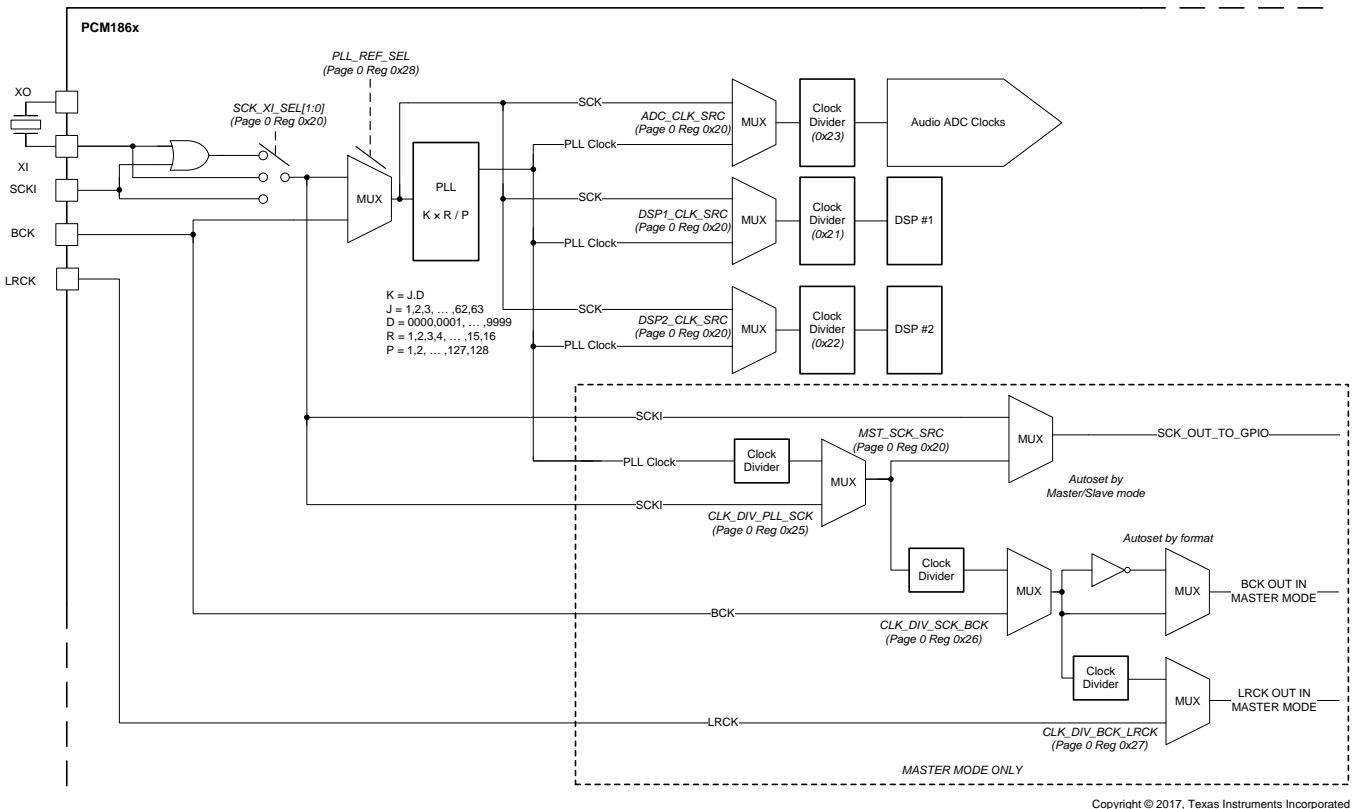 PCM186x
PLL_REF_SEL
(Page 0 Reg 0x28)
XO
SCK_XI_SEL[1:0]
(Page 0 Reg 0x20)
XI
SCKI
BCK
LRCK
MUX
PLL
K × R / P
K = J.D
J = 1,2,3, … ,62,63
D = 0000,0001, … ,9999
R = 1,2,3,4, … ,15,16
P = 1,2, … ,127,128
SCK
ADC_CLK_SRC
(Page 0 Reg 0x20)
PLL Clock
MUX
Clock
Divider
(0x23)
Audio ADC Clocks
SCK
DSP1_CLK_SRC
(Page 0 Reg 0x20)
PLL Clock
MUX
Clock
Divider
(0x21)
DSP #1
SCK
DSP2_CLK_SRC
(Page 0 Reg 0x20)
PLL Clock
MUX
Clock
Divider
(0x22)
DSP #2
SCKI
MST_SCK_SRC
(Page 0 Reg 0x20)
MUX
SCK_OUT_TO_GPIO
Autoset by
Master/Slave mode
PLL Clock
Clock
Divider
MUX
SCKI
CLK_DIV_PLL_SCK
(Page 0 Reg 0x25)
Autoset by format
Clock
Divider
MUX
MUX
BCK OUT IN
MASTER MODE
BCK
CLK_DIV_SCK_BCK
(Page 0 Reg 0x26)
Clock
Divider
MUX
LRCK OUT IN
MASTER MODE
LRCK
CLK_DIV_BCK_LRCK
(Page 0 Reg 0x27)
MASTER MODE ONLY
Copyright © 2017, Texas Instruments Incorporated